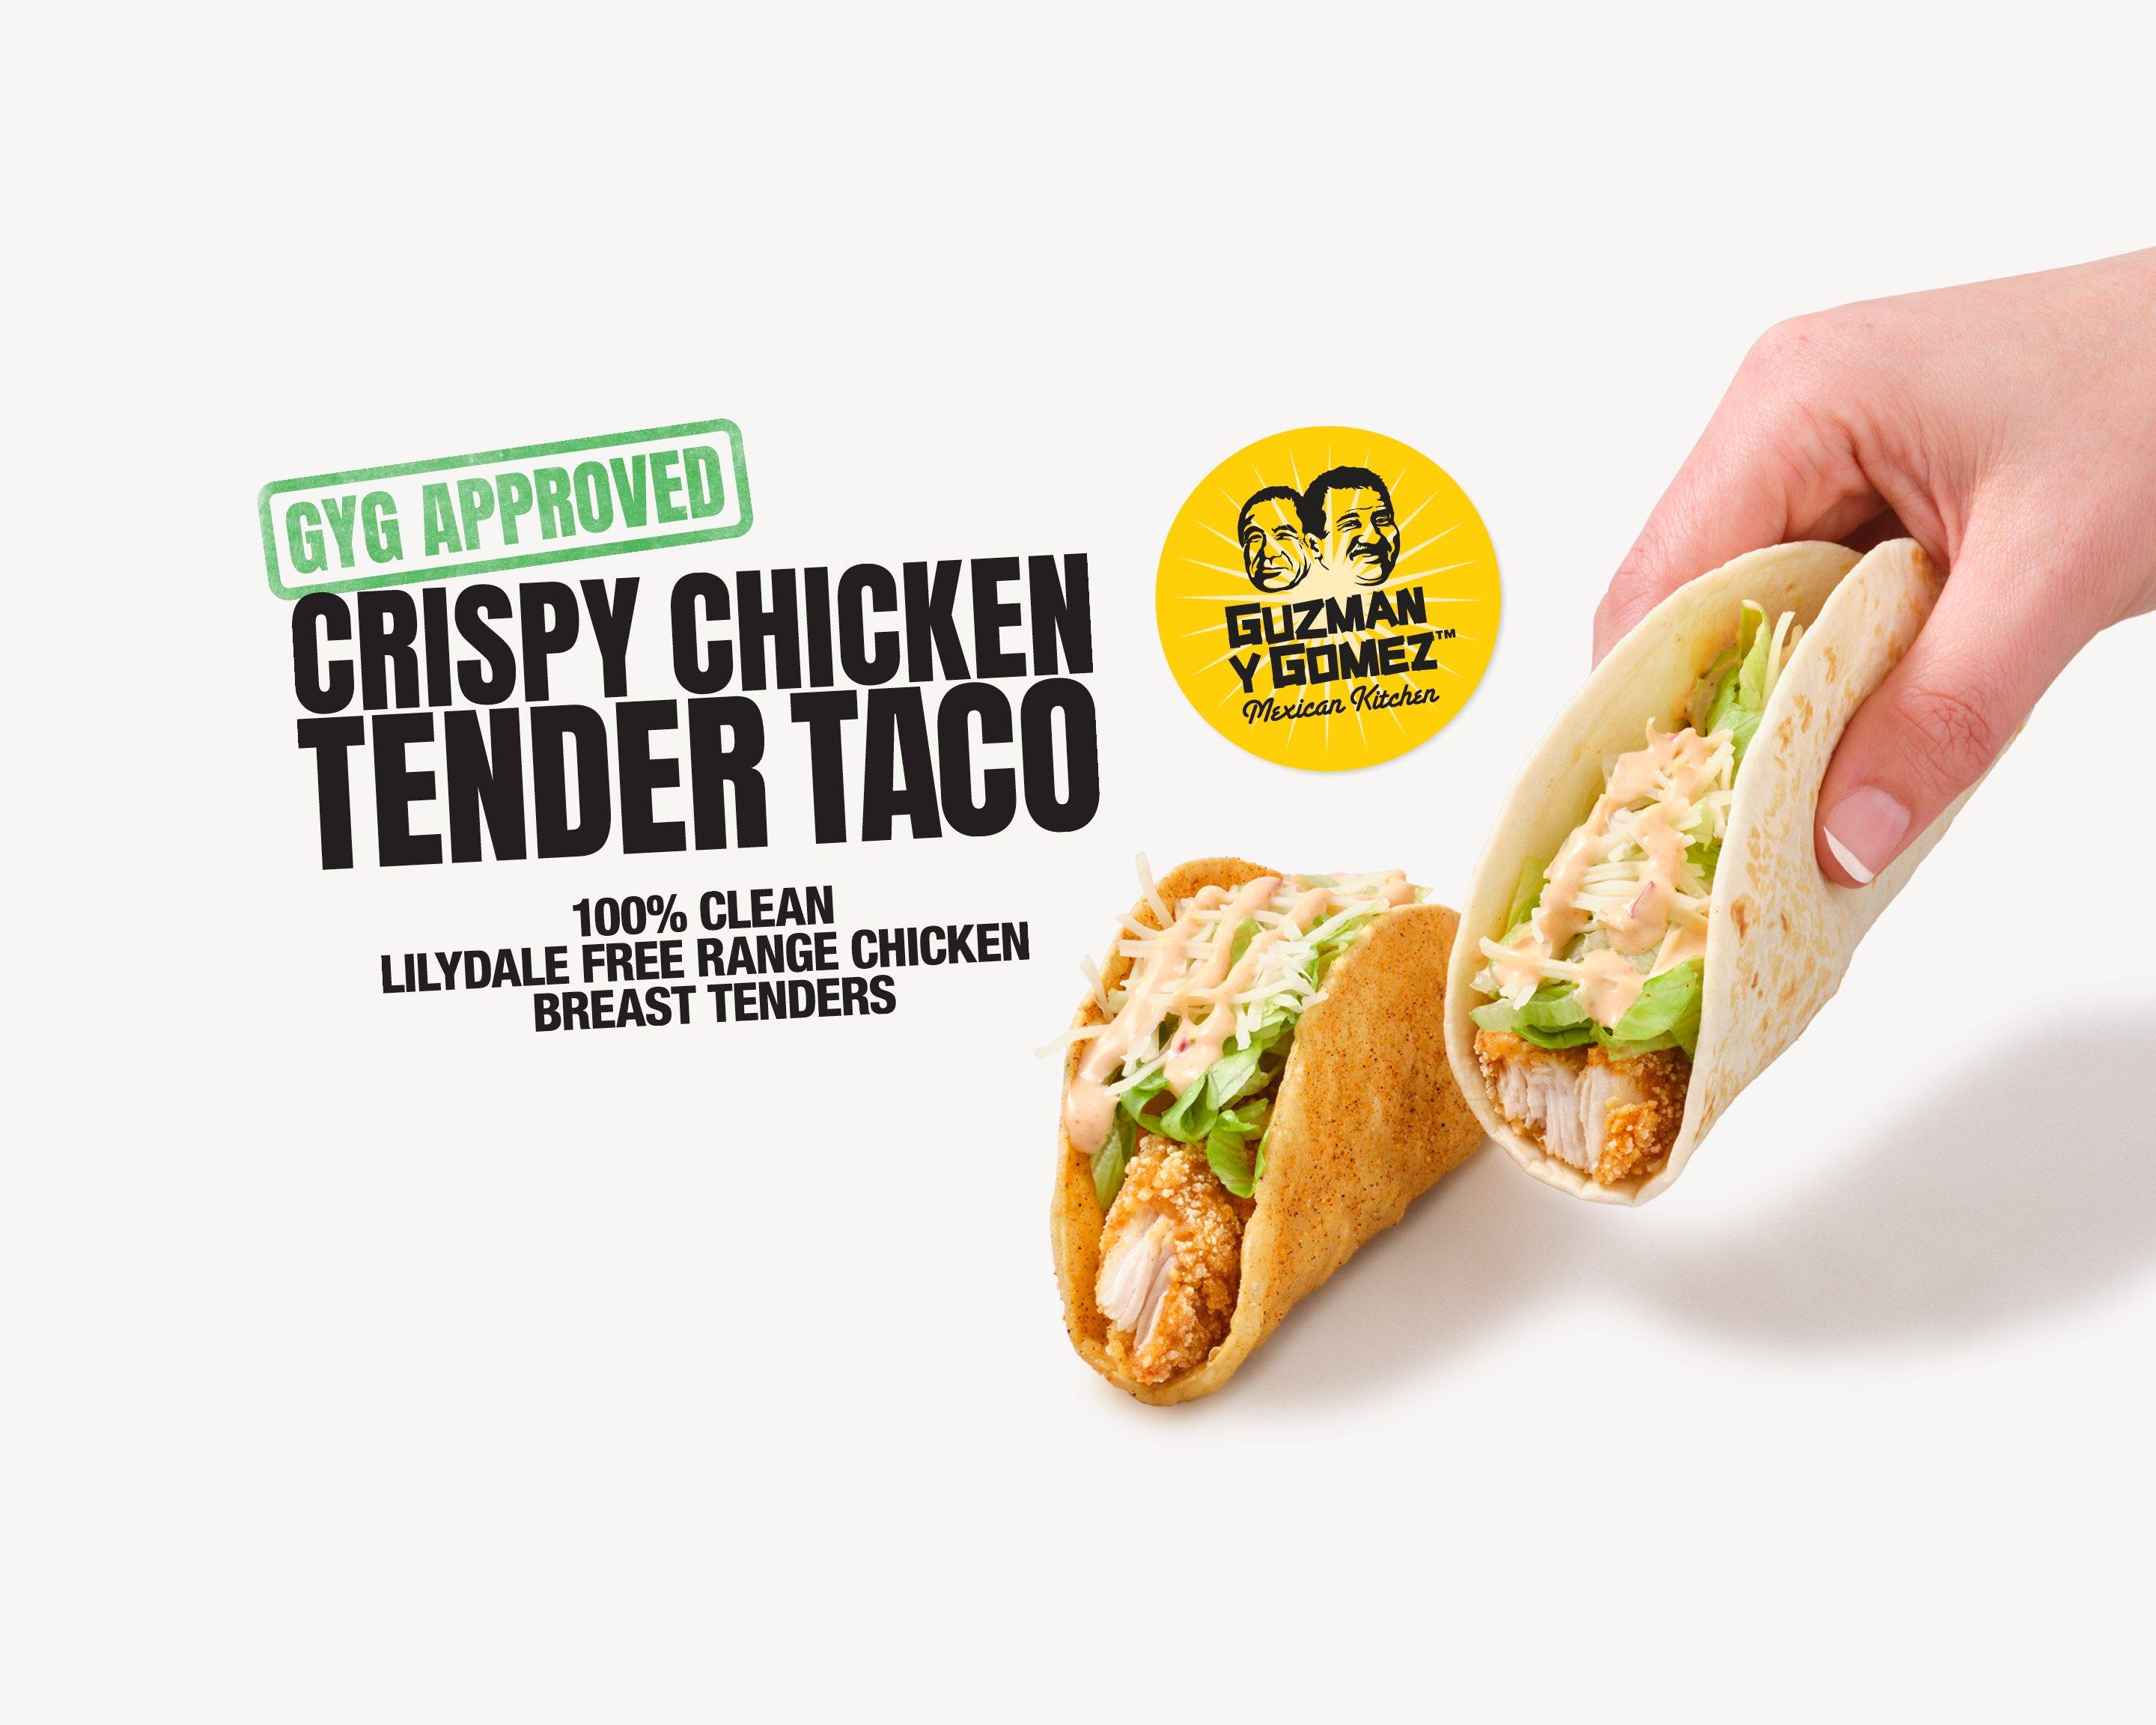 GYG APPROVED
CRISPY CHICKEN
TENDER TACO
100% CLEAN
LILYDALE FREE RANGE CHICKEN
BREAST TENDERS
GUZMAN
Y GOMEZ™
Mexican Kitchen